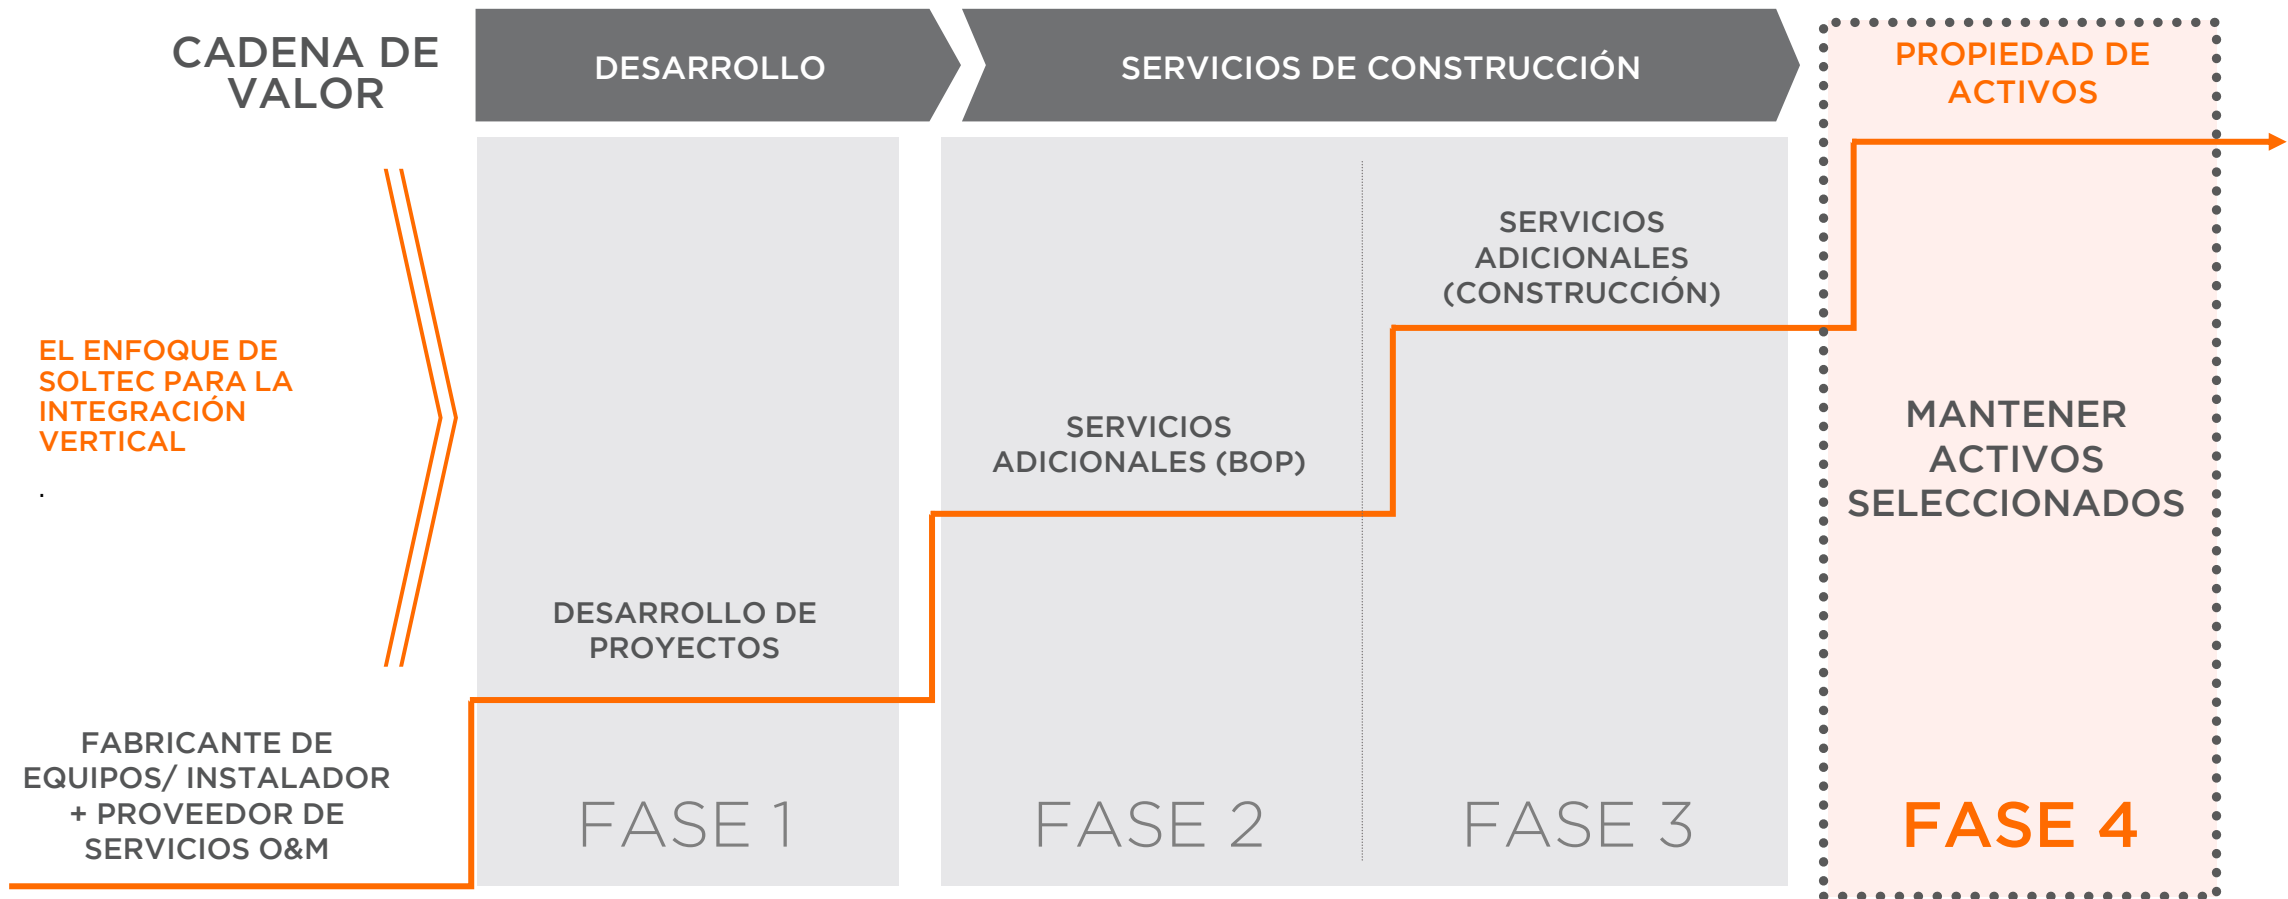 CADENA DE
VALOR
DESARROLLO
SERVICIOS DE CONSTRUCCIÓN
PROPIEDAD DE
ACTIVOS
EL ENFOQUE DE
SOLTEC PARA LA
INTEGRACIÓN
VERTICAL
.
FABRICANTE DE
EQUIPOS/ INSTALADOR
+ PROVEEDOR DE
SERVICIOS O&M
DESARROLLO DE
PROYECTOS
FASE 1
SERVICIOS
ADICIONALES (BOP)
FASE 2
SERVICIOS
ADICIONALES
(CONSTRUCCIÓN)
FASE 3
MANTENER
ACTIVOS
SELECCIONADOS
FASE 4